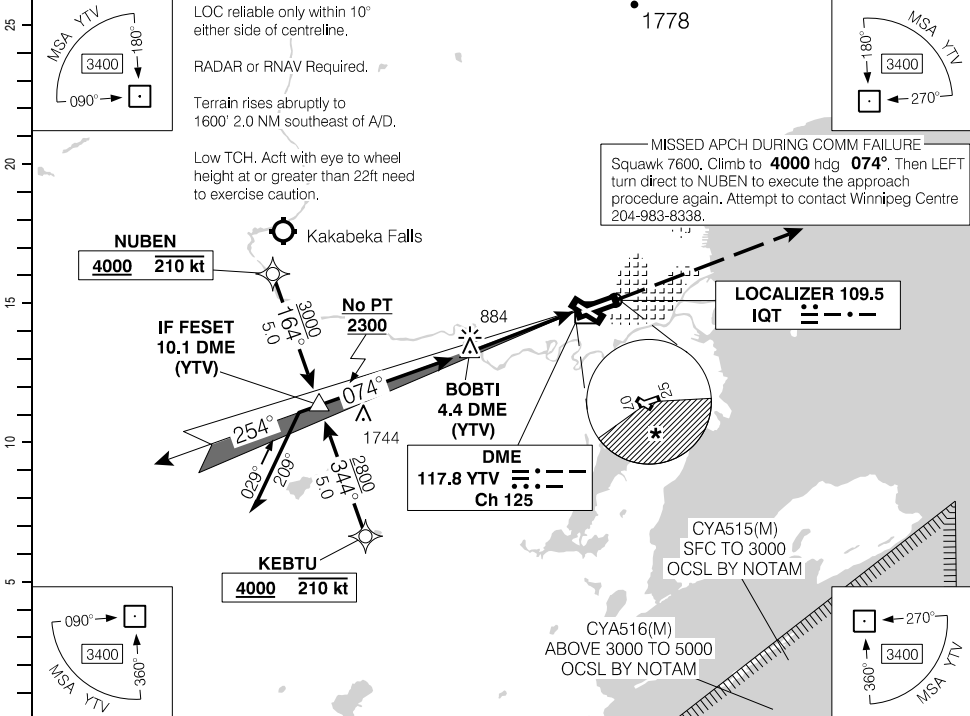 25
20
15
10
5
MSA YTV
3400
180°
090°
LOC reliable only within 10°
either side of centreline.
RADAR or RNAV Required.
Terrain rises abruptly to
1600' 2.0 NM southeast of A/D.
Low TCH. Acft with eye to wheel
height at or greater than 22ft need
to exercise caution.
1778
MSA YTV
180°
3400
270°
MISSED APCH DURING COMM FAILURE
Squawk 7600. Climb to 4000 hdg 074°. Then LEFT
turn direct to NUBEN to execute the approach
procedure again. Attempt to contact Winnipeg Centre
204-983-8338.
Kakabeka Falls
NUBEN
4000 210 kt
3000
164°
5.0
No PT
2300
884
LOCALIZER 109.5
IQT
IF FESET
10.1 DME
(YTV)
074°
254°
BOBTI
4.4 DME
(YTV)
07
25
*
1744
029°
209°
2800
344°
5.0
DME
117.8 YTV
Ch 125
KEBTU
4000 210 kt
CYA515(M)
SFC TO 3000
OCSL BY NOTAM
CYA516(M)
ABOVE 3000 TO 5000
OCSL BY NOTAM
090°
3400
360°
MSA YTV
270°
3400
360°
MSA YTV